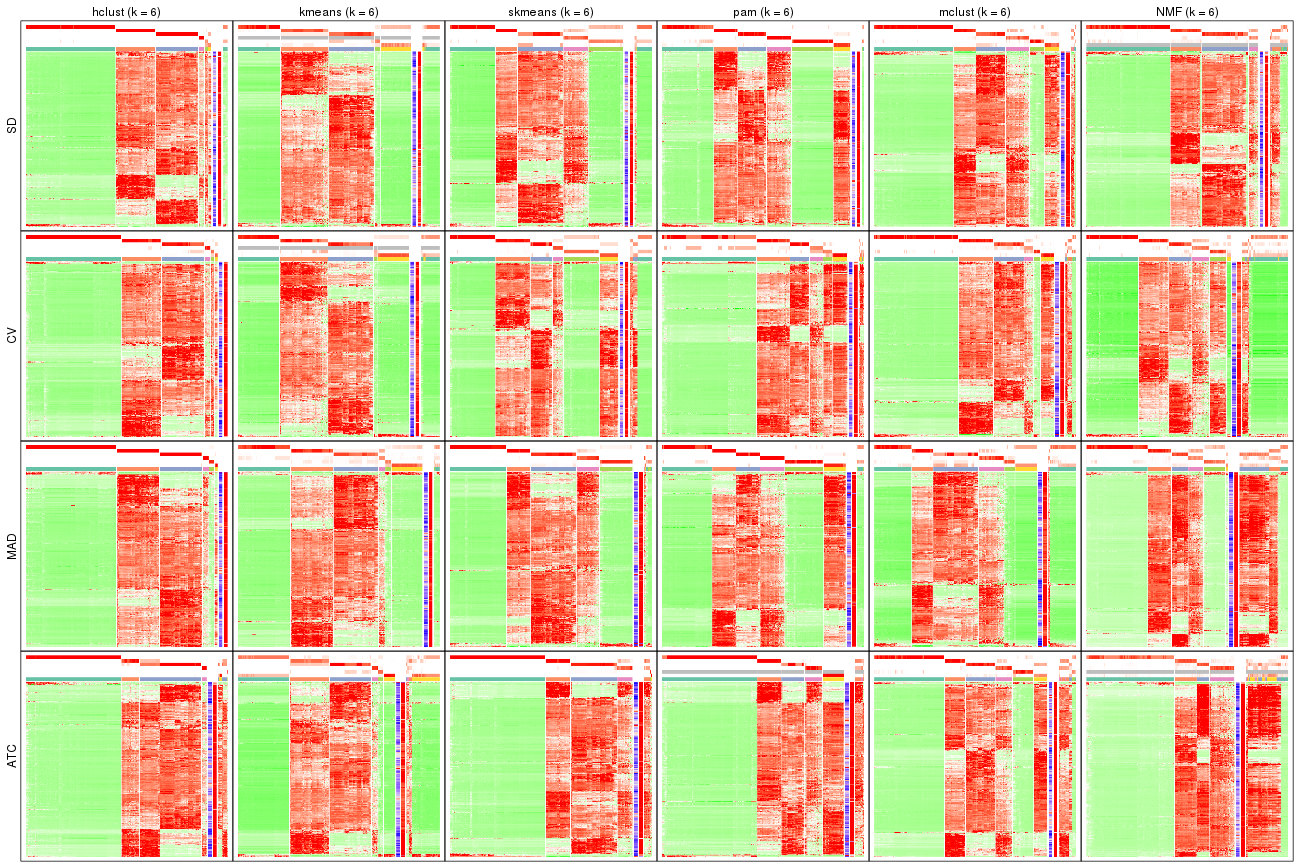 hclust (k = 6)
kmeans (k = 6)
skmeans (k = 6)
pam (k = 6)
mclust (k = 6)
NMF (k = 6)
SD
CV
MAD
ATC